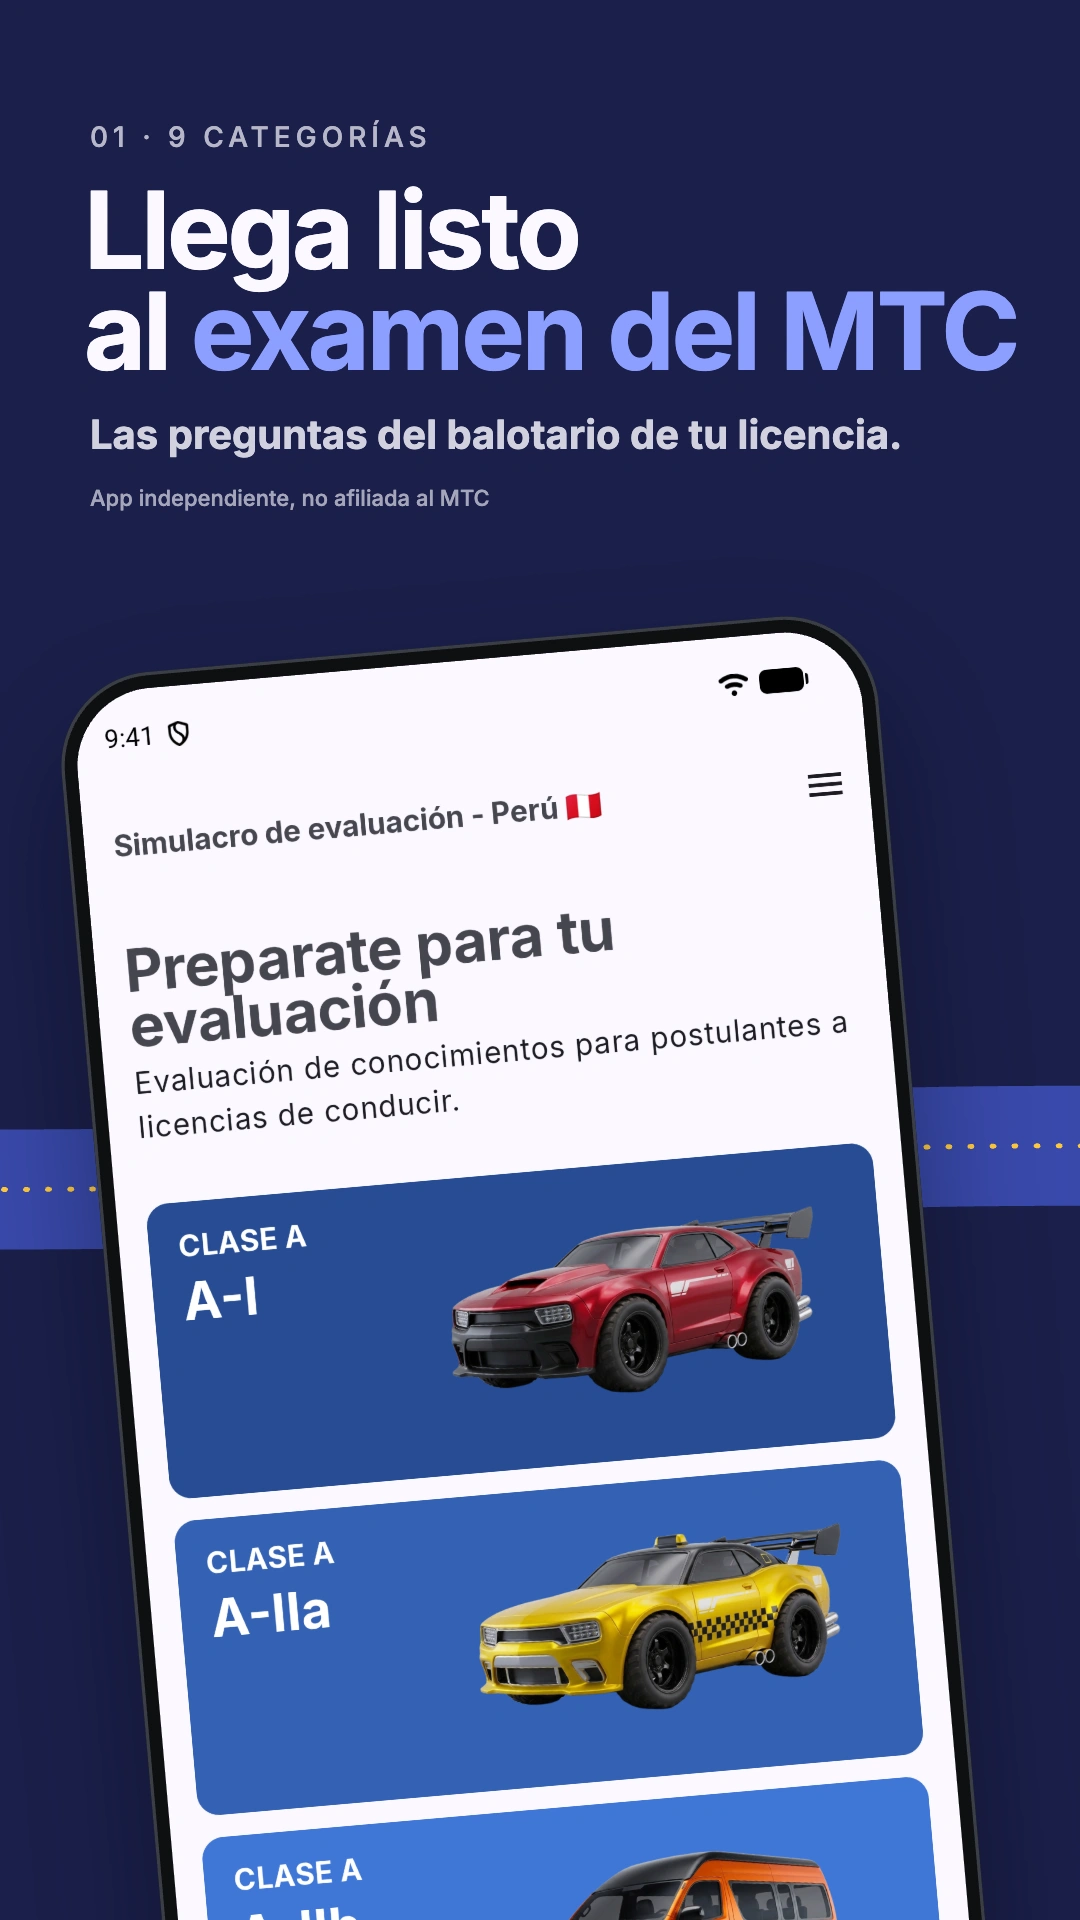 01 · 9 CATEGORÍAS
Llega listo
al examen del MTC
Las preguntas del balotario de tu licencia.
App independiente, no afiliada al MTC
9:41
Simulacro de evaluación - Perú 🇵🇪
Preparate para tu
evaluación
Evaluación de conocimientos para postulantes a
licencias de conducir.
CLASE A
A-I
CLASE A
A-IIa
CLASE A
A-IIb